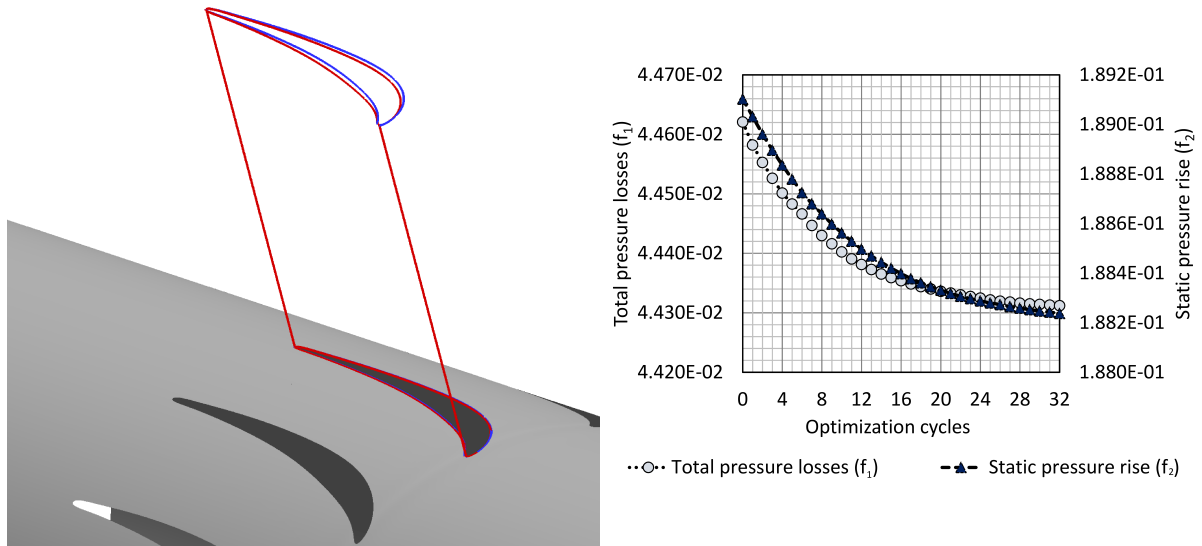 4.470E-02
4.460E-02
4.450E-02
4.440E-02
4.430E-02
4.420E-02
Total pressure losses (f₁)
1.892E-01
1.890E-01
1.888E-01
1.886E-01
1.884E-01
1.882E-01
1.880E-01
Static pressure rise (f₂)
0 4 8 12 16 20 24 28 32
Optimization cycles
Total pressure losses (f₁) Static pressure rise (f₂)